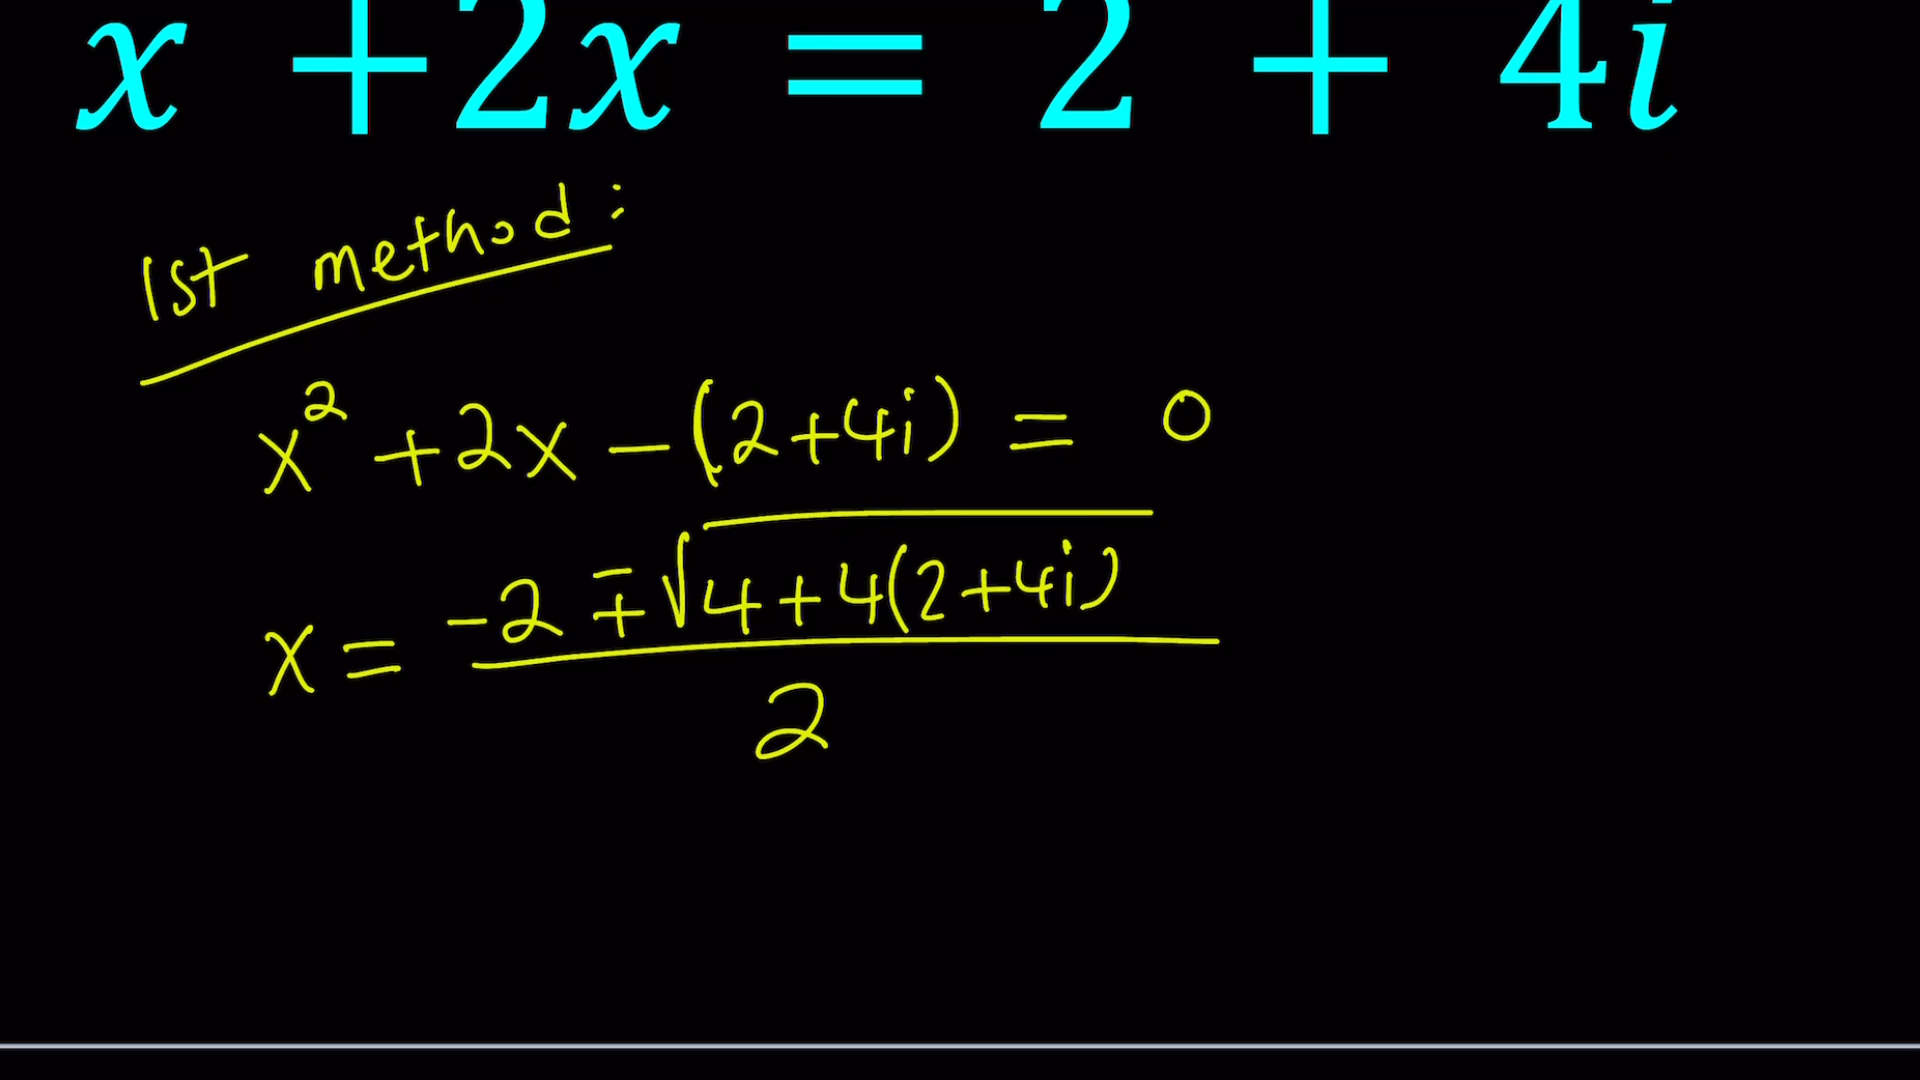 x +2x = 2 + 4i
1st method:
x² +2x - (2+4i) = 0
x = (-2 ∓ √(4+4(2+4i))) / 2